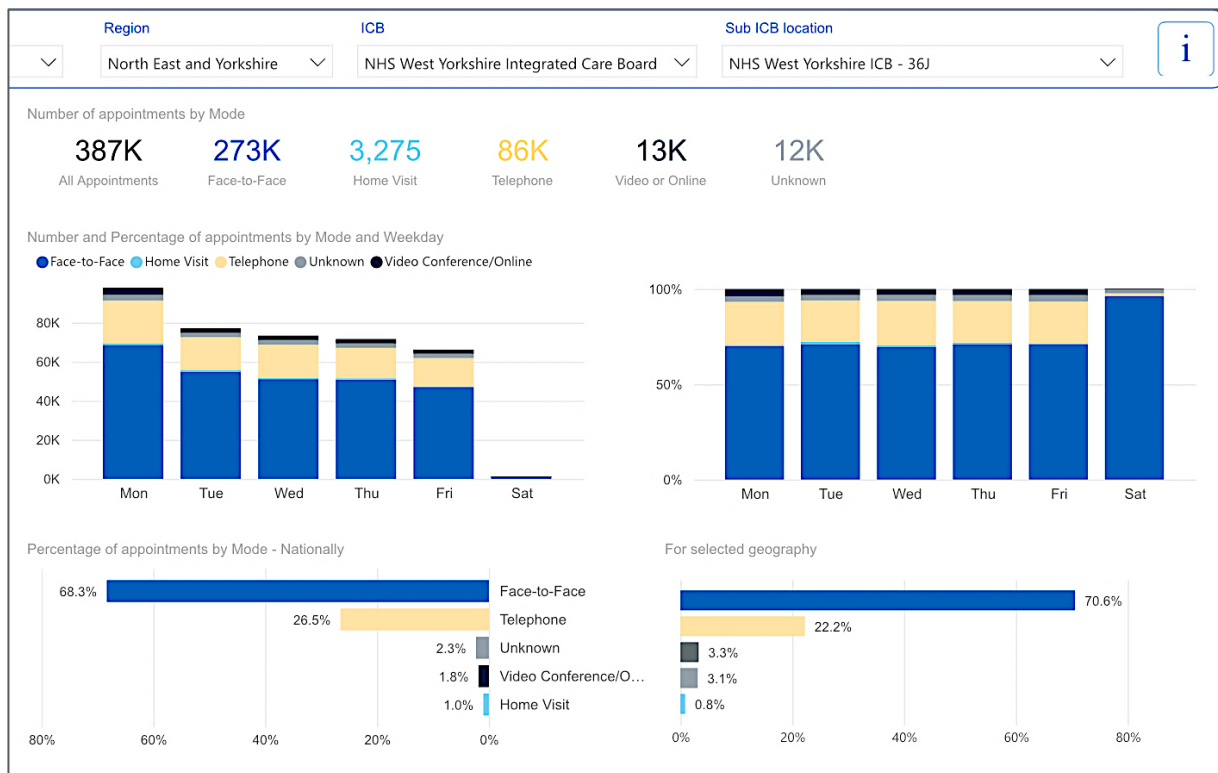 Region ICB Sub ICB location
North East and Yorkshire NHS West Yorkshire Integrated Care Board NHS West Yorkshire ICB - 36J i
Number of appointments by Mode
387K 273K 3,275 86K 13K 12K
All Appointments Face-to-Face Home Visit Telephone Video or Online Unknown
Number and Percentage of appointments by Mode and Weekday
Face-to-Face Home Visit Telephone Unknown Video Conference/Online
80K
60K
40K
20K
0K
Mon Tue Wed Thu Fri Sat
100%
50%
0%
Mon Tue Wed Thu Fri Sat
Percentage of appointments by Mode - Nationally
68.3% Face-to-Face
26.5% Telephone
2.3% Unknown
1.8% Video Conference/O...
1.0% Home Visit
80% 60% 40% 20% 0%
For selected geography
70.6%
22.2%
3.3%
3.1%
0.8%
0% 20% 40% 60% 80%